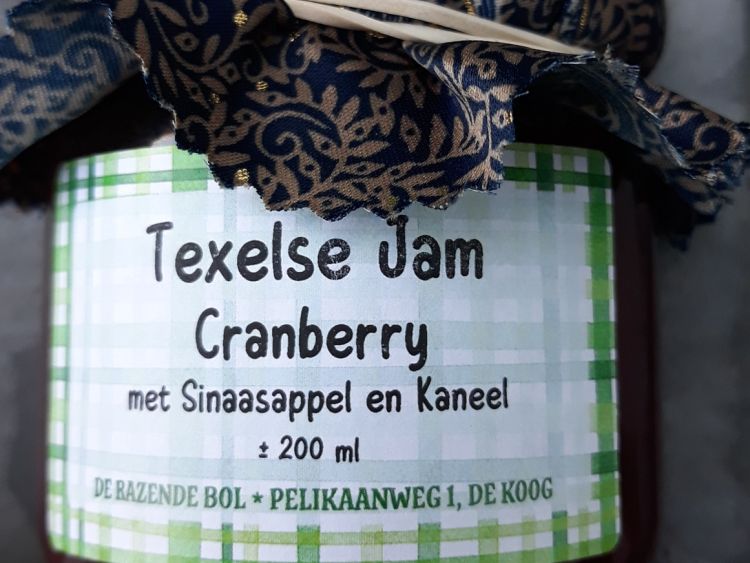 Texelse Jam
Cranberry
met Sinaasappel en Kaneel
± 200 ml
DE RAZENDE BOL * PELIKAANWEG 1, DE KOOG